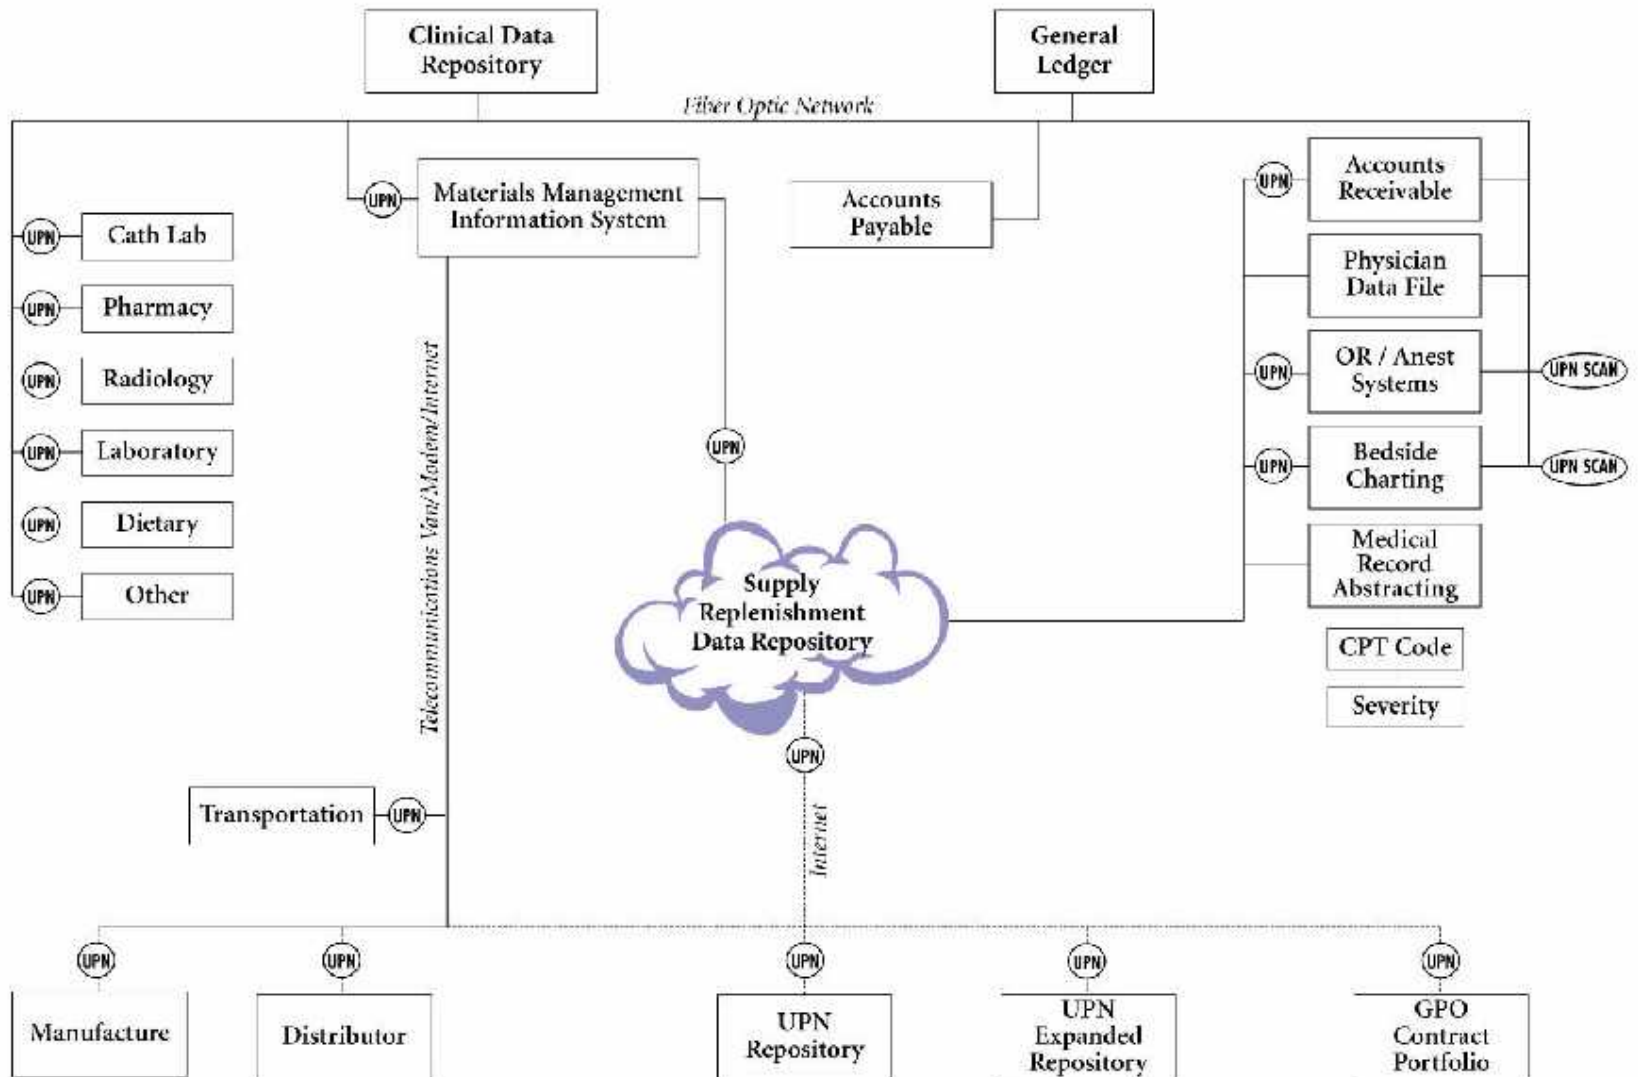 Clinical Data
Repository
General
Ledger
Fiber Optic Network
UPN
Materials Management
Information System
Accounts
Payable
UPN
Accounts
Receivable
UPN
Cath Lab
Physician
Data File
UPN
Pharmacy
UPN
OR / Anest
Systems
UPN SCAN
UPN
Radiology
UPN
UPN
Bedside
Charting
UPN SCAN
UPN
Laboratory
UPN
Dietary
Medical
Record
Abstracting
UPN
Other
Telecommunications Van/Modem/Internet
Supply
Replenishment
Data Repository
CPT Code
Severity
UPN
Transportation
UPN
Internet
UPN
UPN
UPN
UPN
UPN
Manufacture
Distributor
UPN
Repository
UPN
Expanded
Repository
GPO
Contract
Portfolio